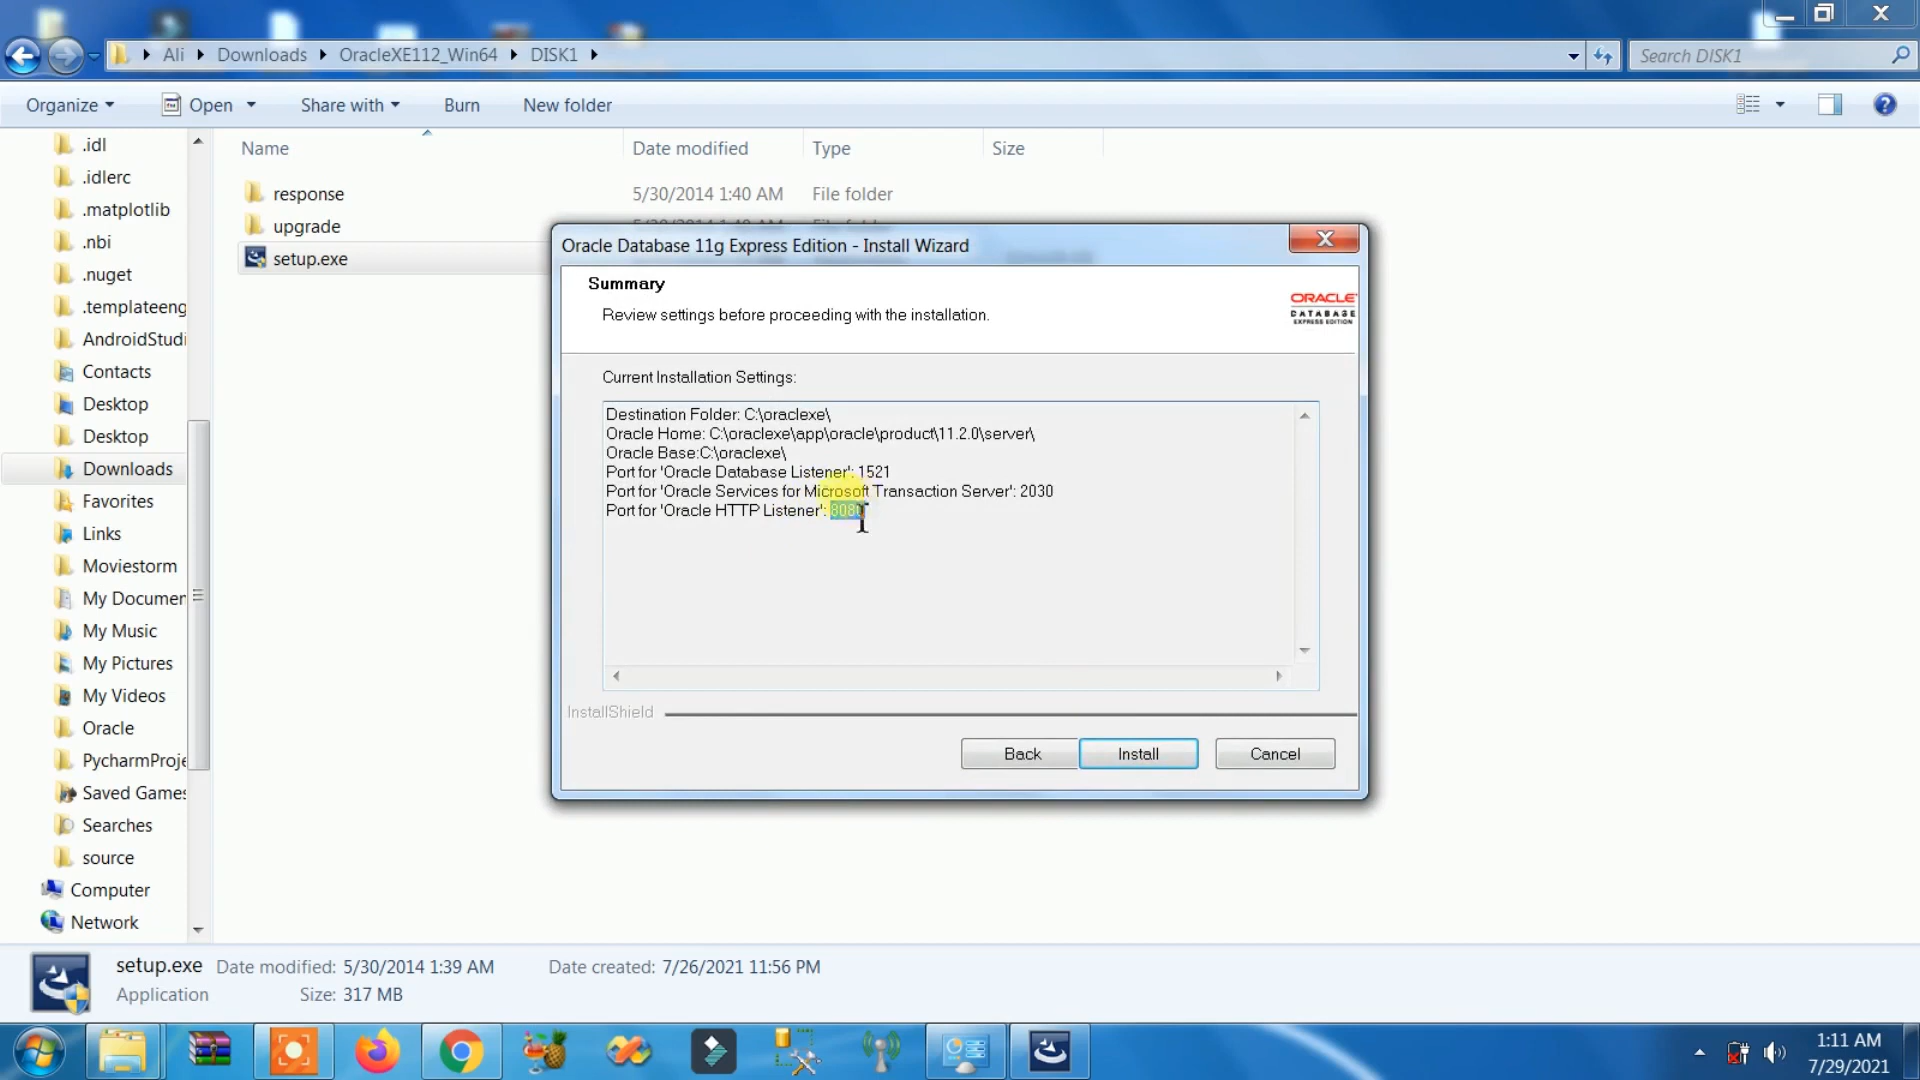 Ali
Downloads
OracleXE112_Win64
DISK1
Search DISK1
Organize
Open
Share with
Burn
New folder
Name
Date modified
Type
Size
.idl
.idlerc
.matplotlib
.nbi
.nuget
.templateeng
AndroidStudi
Contacts
Desktop
Desktop
Downloads
Favorites
Links
Moviestorm
My Documen
My Music
My Pictures
My Videos
Oracle
PycharmProje
Saved Games
Searches
source
Computer
Network
response 5/30/2014 1:40 AM File folder
upgrade
setup.exe
Oracle Database 11g Express Edition - Install Wizard
Summary
Review settings before proceeding with the installation.
ORACLE
DATABASE
EXPRESS EDITION
Current Installation Settings:
Destination Folder: C:\oraclexe\
Oracle Home: C:\oraclexe\app\oracle\product\11.2.0\server\
Oracle Base:C:\oraclexe\
Port for 'Oracle Database Listener': 1521
Port for 'Oracle Services for Microsoft Transaction Server': 2030
Port for 'Oracle HTTP Listener': 8080
InstallShield
Back
Install
Cancel
setup.exe Date modified: 5/30/2014 1:39 AM Date created: 7/26/2021 11:56 PM
Application Size: 317 MB
1:11 AM
7/29/2021